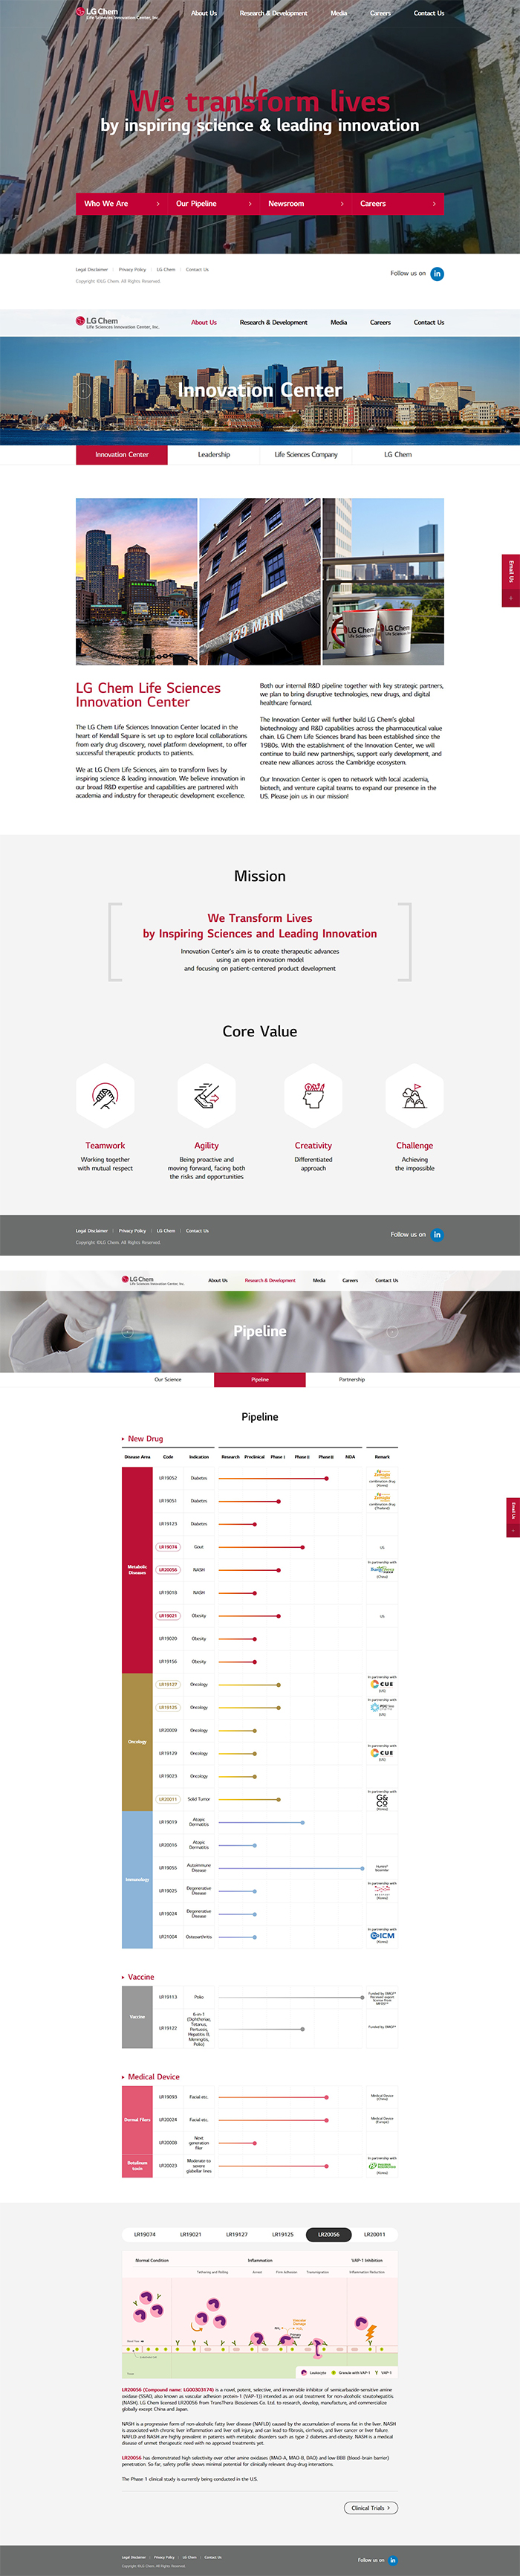 LG Chem
Life Sciences Innovation Center, Inc.
About Us
Research & Development
Media
Careers
Contact Us
We transform lives
by inspiring science & leading innovation
Who We Are
Our Pipeline
Newsroom
Careers
Legal Disclaimer
Privacy Policy
LG Chem
Contact Us
Copyright ©LG Chem. All Rights Reserved.
Follow us on
in
LG Chem
Life Sciences Innovation Center, Inc.
About Us
Research & Development
Media
Careers
Contact Us
Innovation Center
Innovation Center
Leadership
Life Sciences Company
LG Chem
139 MAIN
LG Chem
LG Chem
Email Us
LG Chem Life Sciences
Innovation Center
The LG Chem Life Sciences Innovation Center located in the
heart of Kendall Square is set up to explore local collaborations
from early drug discovery, novel platform development, to offer
successful therapeutic products to patients.
We at LG Chem Life Sciences, aim to transform lives by
inspiring science & leading innovation. We believe innovation in
our broad R&D expertise and capabilities are partnered with
academia and industry for therapeutic development excellence.
Both our internal R&D pipeline together with key strategic partners,
we plan to bring disruptive technologies, new drugs, and digital
healthcare forward.
The Innovation Center will further build LG Chem's global
biotechnology and R&D capabilities across the pharmaceutical value
chain. LG Chem Life Sciences brand has been established since the
1980s. With the establishment of the Innovation Center, we will
continue to build new partnerships, support early development, and
create new alliances across the Cambridge ecosystem.
Our Innovation Center is open to network with local academia,
biotech, and venture capital teams to expand our presence in the
US. Please join us in our mission!
Mission
We Transform Lives
by Inspiring Sciences and Leading Innovation
Innovation Center's aim is to create therapeutic advances
using an open innovation model
and focusing on patient-centered product development
Core Value
Teamwork
Working together
with mutual respect
Agility
Being proactive and
moving forward, facing both
the risks and opportunities
Creativity
Differentiated
approach
Challenge
Achieving
the impossible
Legal Disclaimer
Privacy Policy
LG Chem
Contact Us
Copyright ©LG Chem. All Rights Reserved.
Follow us on
in
LG Chem
Life Sciences Innovation Center, Inc.
About Us
Research & Development
Media
Careers
Contact Us
Pipeline
Our Science
Pipeline
Partnership
Pipeline
Email Us
New Drug
Disease Area Code Indication Research Preclinical Phase Ⅰ Phase Ⅱ Phase Ⅲ NDA Remark
Metabolic
Diseases
LR19052 Diabetes
combination drug
(Korea)
LR19051 Diabetes
combination drug
(Thailand)
LR19123 Diabetes
LR19074 Gout US
LR20056 NASH
In partnership with
(China)
LR19018 NASH
LR19021 Obesity US
LR19020 Obesity
LR19156 Obesity
Oncology
LR19127 Oncology
In partnership with
CUE
(US)
LR19125 Oncology
In partnership with
(US)
LR20009 Oncology
LR19129 Oncology
In partnership with
CUE
(US)
LR19073 Oncology
LR20011 Solid Tumor
In partnership with
G&
CO
(Korea)
Immunology
LR19019 Atopic
Dermatitis
LR20016 Atopic
Dermatitis
LR19055 Autoimmune
Disease
LR19025 Degenerative
Disease
In partnership with
(Korea)
LR19024 Degenerative
Disease
LR21004 Osteoarthritis
In partnership with
ICM
(Korea)
Vaccine
Vaccine
LR19113 Polio
LR19122
6-in-1
(Diphtheriae,
Tetanus,
Pertussis,
Hepatitis B,
Meningitis,
Polio)
Funded by BMGF**
Medical Device
Dermal Fillers
LR19093 Facial etc.
Medical Device
(China)
LR20024 Facial etc.
Medical Device
(Europe)
LR20008
Next
generation
filler
Botulinum
toxin
LR20023
Moderate to
severe
glabellar lines
In partnership with
(Korea)
LR19074
LR19021
LR19127
LR19125
LR20056
LR20011
Normal Condition
Inflammation
VAP-1 Inhibition
Tethering and Rolling
Arrest
Firm Adhesion
Transmigration
Inflammation Reduction
Leukocyte
Granule with VAP-1
VAP-1
LR20056 (Compound name: LG00303174) is a novel, potent, selective, and irreversible inhibitor of semicarbazide-sensitive amine
oxidase (SSAO, also known as vascular adhesion protein-1 (VAP-1)) intended as an oral treatment for non-alcoholic steatohepatitis
(NASH). LG Chem licensed LR20056 from TransThera Biosciences Co. Ltd. to research, develop, manufacture, and commercialize
globally except China and Japan.
NASH is a progressive form of non-alcoholic fatty liver disease (NAFLD) caused by the accumulation of excess fat in the liver. NASH
is associated with chronic liver inflammation and liver cell injury, and can lead to fibrosis, cirrhosis, and liver cancer or liver failure.
NAFLD and NASH are highly prevalent in patients with metabolic disorders such as type 2 diabetes and obesity. NASH is a medical
disease of unmet therapeutic need with no approved treatments yet.
LR20056 has demonstrated high selectivity over other amine oxidases (MAO-A, MAO-B, DAO) and low BBB (blood-brain barrier)
penetration. So far, safety profile shows minimal potential for clinically relevant drug-drug interactions.
The Phase 1 clinical study is currently being conducted in the U.S.
Clinical Trials
Legal Disclaimer
Privacy Policy
LG Chem
Contact Us
Copyright ©LG Chem. All Rights Reserved.
Follow us on
in